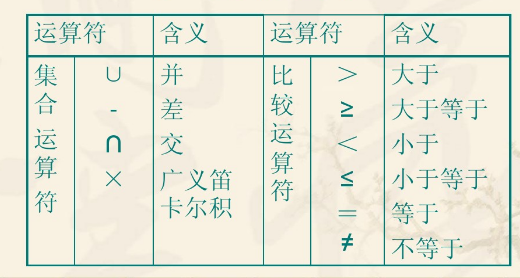 运算符 含义 运算符 含义
集合运算符
∪ 并
- 差
∩ 交
× 广义笛卡尔积
比较运算符
> 大于
≥ 大于等于
< 小于
≤ 小于等于
= 等于
≠ 不等于